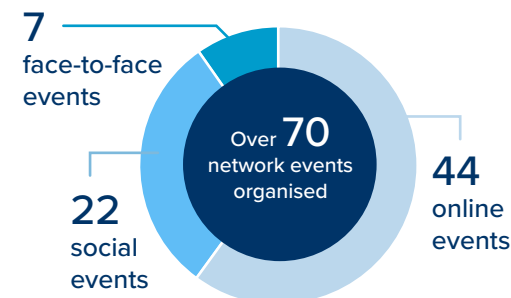 7
face-to-face
events
Over 70
network events
organised
44
online
events
22
social
events